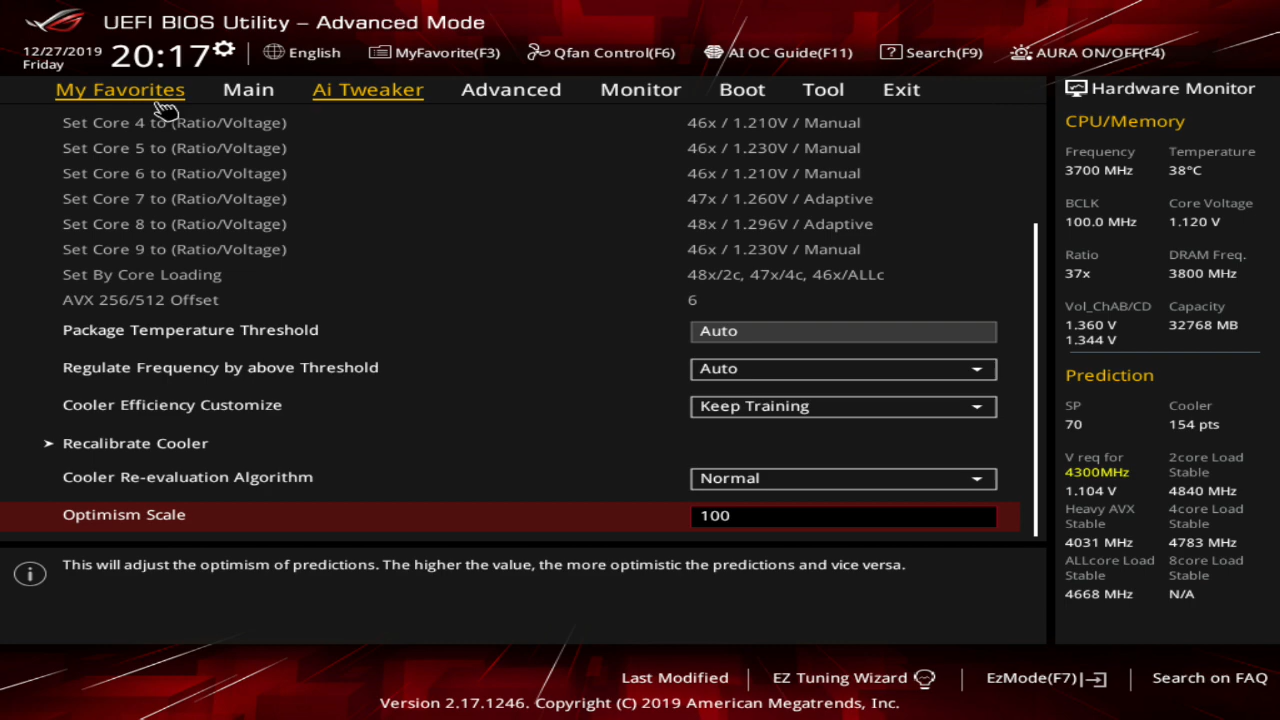 UEFI BIOS Utility – Advanced Mode
12/27/2019
Friday
20:17
English
MyFavorite(F3)
Qfan Control(F6)
AI OC Guide(F11)
Search(F9)
AURA ON/OFF(F4)
My Favorites
Main
Ai Tweaker
Advanced
Monitor
Boot
Tool
Exit
Set Core 4 to (Ratio/Voltage) 46x / 1.210V / Manual
Set Core 5 to (Ratio/Voltage) 46x / 1.230V / Manual
Set Core 6 to (Ratio/Voltage) 46x / 1.210V / Manual
Set Core 7 to (Ratio/Voltage) 47x / 1.260V / Adaptive
Set Core 8 to (Ratio/Voltage) 48x / 1.296V / Adaptive
Set Core 9 to (Ratio/Voltage) 46x / 1.230V / Manual
Set By Core Loading 48x/2c, 47x/4c, 46x/ALLc
AVX 256/512 Offset 6
Package Temperature Threshold Auto
Regulate Frequency by above Threshold Auto
Cooler Efficiency Customize Keep Training
Recalibrate Cooler
Cooler Re-evaluation Algorithm Normal
Optimism Scale 100
This will adjust the optimism of predictions. The higher the value, the more optimistic the predictions and vice versa.
Hardware Monitor
CPU/Memory
Frequency Temperature
3700 MHz 38°C
BCLK Core Voltage
100.0 MHz 1.120 V
Ratio DRAM Freq.
37x 3800 MHz
Vol_ChAB/CD Capacity
1.360 V 32768 MB
1.344 V
Prediction
SP Cooler
70 154 pts
V req for 2core Load
4300MHz Stable
1.104 V 4840 MHz
Heavy AVX 4core Load
Stable Stable
4031 MHz 4783 MHz
ALLcore Load 8core Load
Stable Stable
4668 MHz N/A
Last Modified
EZ Tuning Wizard
EzMode(F7)
Search on FAQ
Version 2.17.1246. Copyright (C) 2019 American Megatrends, Inc.